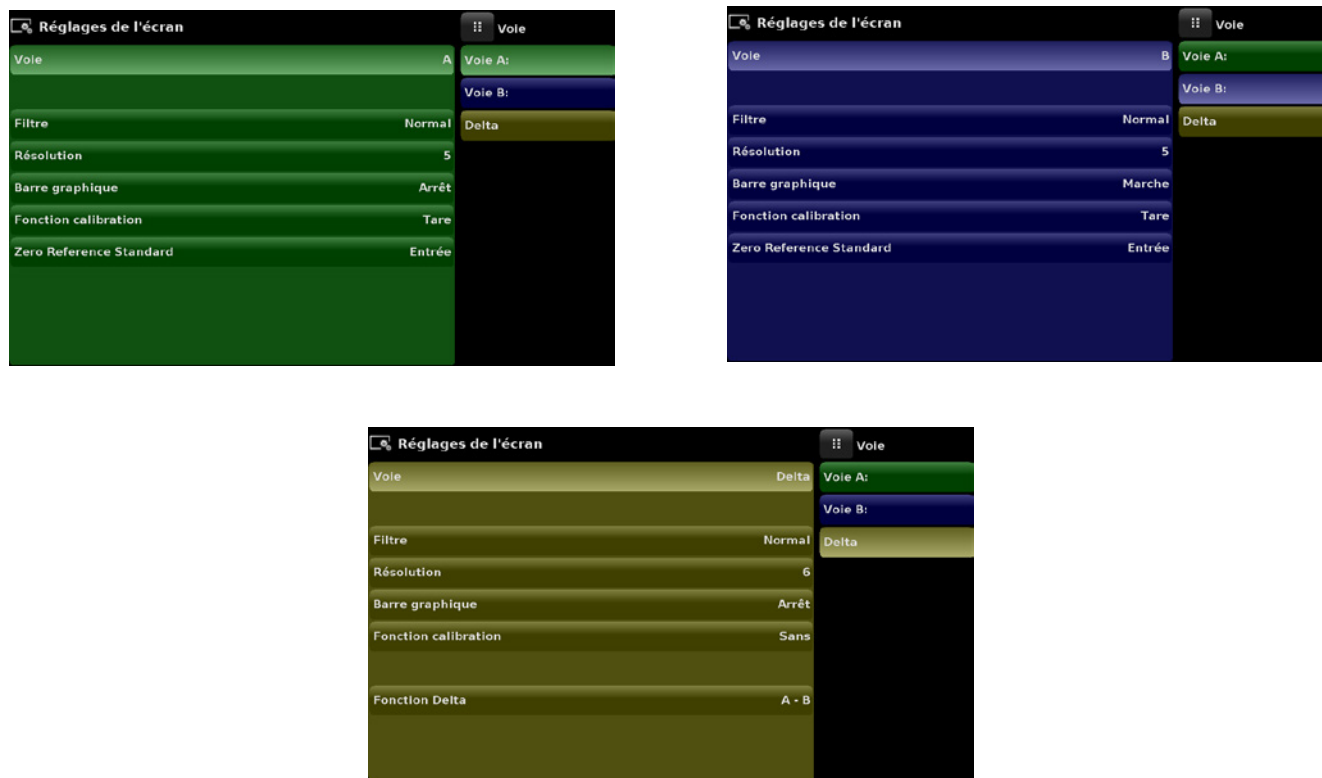 Réglages de l'écran
Voie
Voie A
Voie A:
Voie B:
Filtre Normal
Delta
Résolution 5
Barre graphique Arrêt
Fonction calibration Tare
Zero Reference Standard Entrée
Réglages de l'écran
Voie
Voie B
Voie A:
Voie B:
Filtre Normal
Delta
Résolution 5
Barre graphique Marche
Fonction calibration Tare
Zero Reference Standard Entrée
Réglages de l'écran
Voie
Voie Delta
Voie A:
Voie B:
Filtre Normal
Delta
Résolution 6
Barre graphique Arrêt
Fonction calibration Sans
Fonction Delta A - B